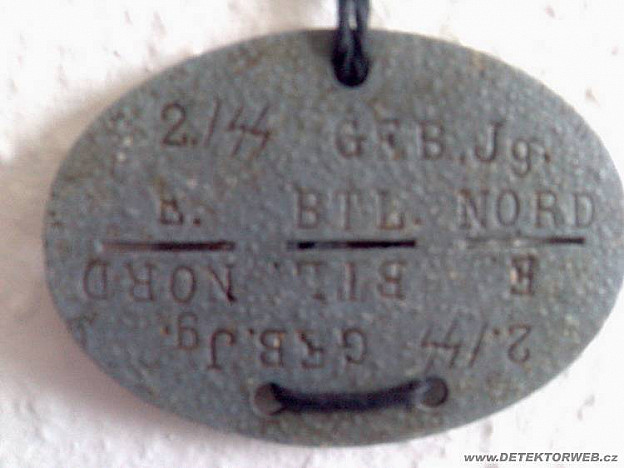 2./ᛋᛋ GEB.Jg.
E. BTL. NORD
E. BTL. NORD
2./ᛋᛋ GEB.Jg.
www.DETEKTORWEB.cz